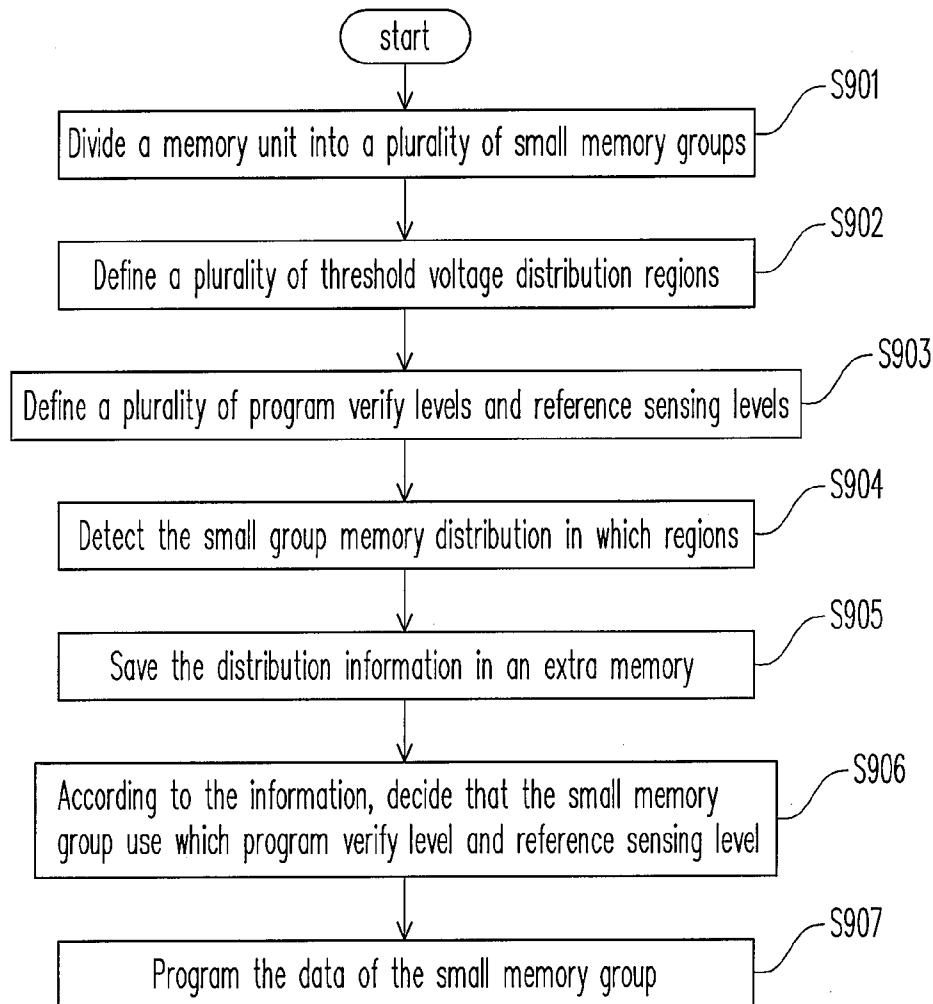 start
S901
Divide a memory unit into a plurality of small memory groups
S902
Define a plurality of threshold voltage distribution regions
S903
Define a plurality of program verify levels and reference sensing levels
S904
Detect the small group memory distribution in which regions
S905
Save the distribution information in an extra memory
S906
According to the information, decide that the small memory
group use which program verify level and reference sensing level
S907
Program the data of the small memory group